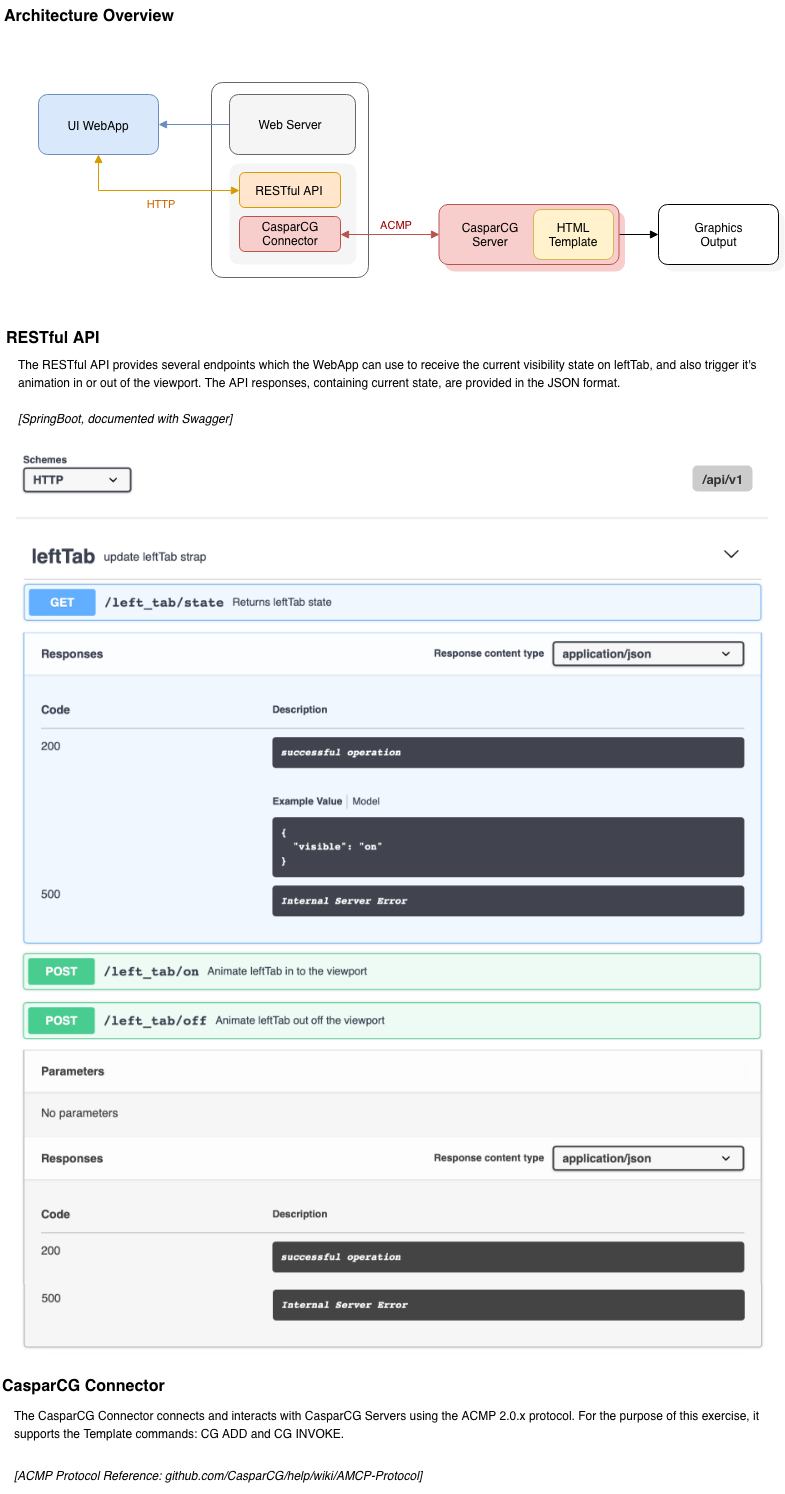 Architecture Overview
UI WebApp
Web Server
HTTP
RESTful API
CasparCG
Connector
ACMP
CasparCG
Server
HTML
Template
Graphics
Output
RESTful API
The RESTful API provides several endpoints which the WebApp can use to receive the current visibility state on leftTab, and also trigger it's
animation in or out of the viewport. The API responses, containing current state, are provided in the JSON format.
[SpringBoot, documented with Swagger]
Schemes
HTTP
/api/v1
leftTab update leftTab strap
GET /left_tab/state Returns leftTab state
Responses Response content type application/json
Code Description
200 successful operation
Example Value Model
{
"visible": "on"
}
500 Internal Server Error
POST /left_tab/on Animate leftTab in to the viewport
POST /left_tab/off Animate leftTab out off the viewport
Parameters
No parameters
Responses Response content type application/json
Code Description
200 successful operation
500 Internal Server Error
CasparCG Connector
The CasparCG Connector connects and interacts with CasparCG Servers using the ACMP 2.0.x protocol. For the purpose of this exercise, it
supports the Template commands: CG ADD and CG INVOKE.
[ACMP Protocol Reference: github.com/CasparCG/help/wiki/AMCP-Protocol]